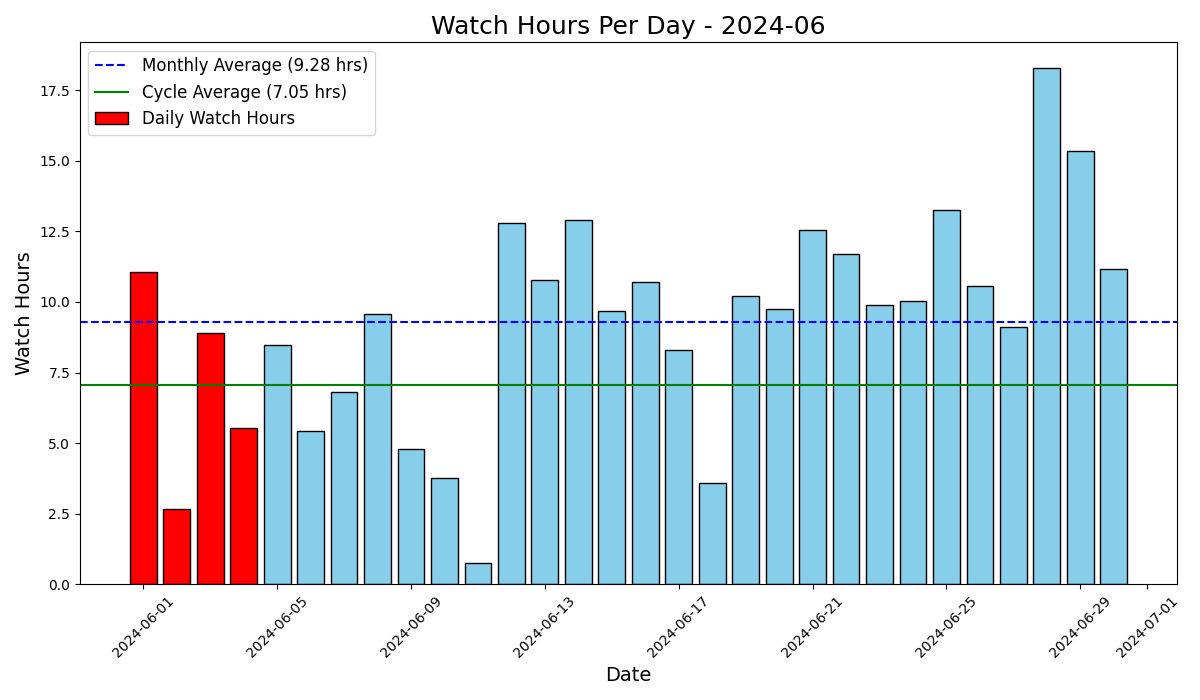 Watch Hours Per Day - 2024-06
Monthly Average (9.28 hrs)
Cycle Average (7.05 hrs)
Daily Watch Hours
Watch Hours
17.5
15.0
12.5
10.0
7.5
5.0
2.5
0.0
2024-06-01
2024-06-05
2024-06-09
2024-06-13
2024-06-17
2024-06-21
2024-06-25
2024-06-29
2024-07-01
Date